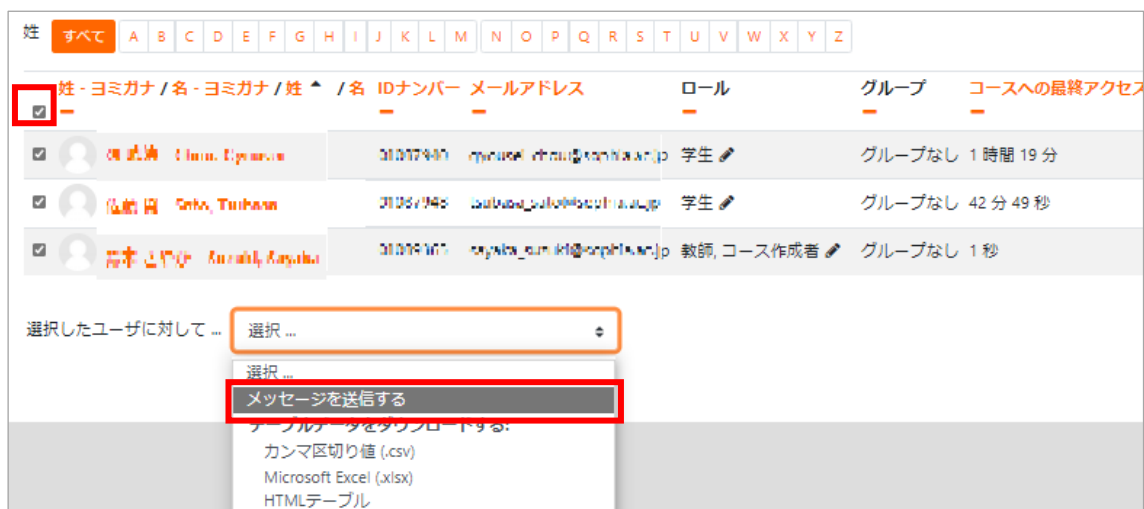 姓 すべて A B C D E F G H I J K L M N O P Q R S T U V W X Y Z
姓 - ヨミガナ / 名 - ヨミガナ / 姓 / 名 IDナンバー メールアドレス ロール グループ コースへの最終アクセス
学生 グループなし 1 時間 19 分
学生 グループなし 42 分 49 秒
教師, コース作成者 グループなし 1 秒
選択したユーザに対して ... 選択 ...
選択 ...
メッセージを送信する
テーブルデータをダウンロードする:
カンマ区切り値 (.csv)
Microsoft Excel (.xlsx)
HTMLテーブル